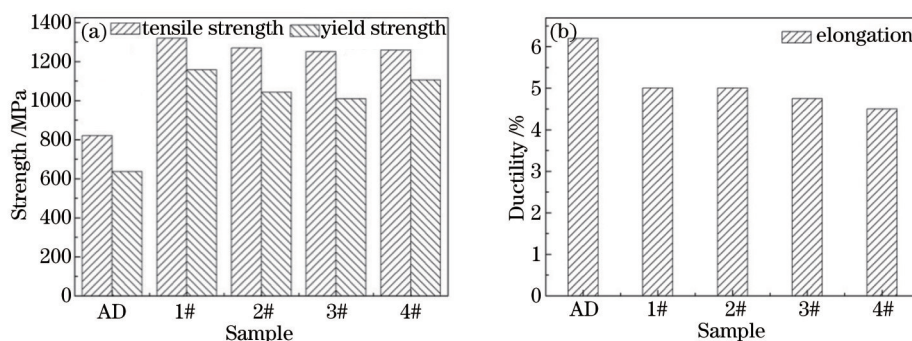 (a) tensile strength yield strength
1400
1200
1000
800
600
400
200
0
Strength /MPa
AD 1# 2# 3# 4#
Sample
(b) elongation
6
5
4
3
2
1
0
Ductility /%
AD 1# 2# 3# 4#
Sample